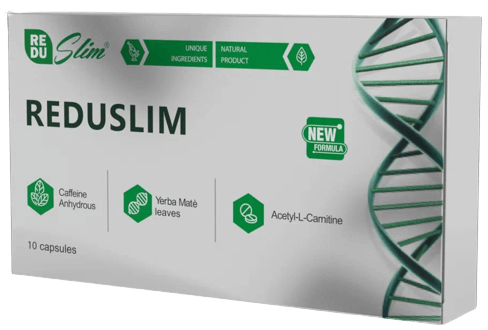 RE
DU
Slim®
UNIQUE
INGREDIENTS
NATURAL
PRODUCT
REDUSLIM
NEW
FORMULA
Caffeine
Anhydrous
Yerba Matè
leaves
Acetyl-L-Carnitine
10 capsules